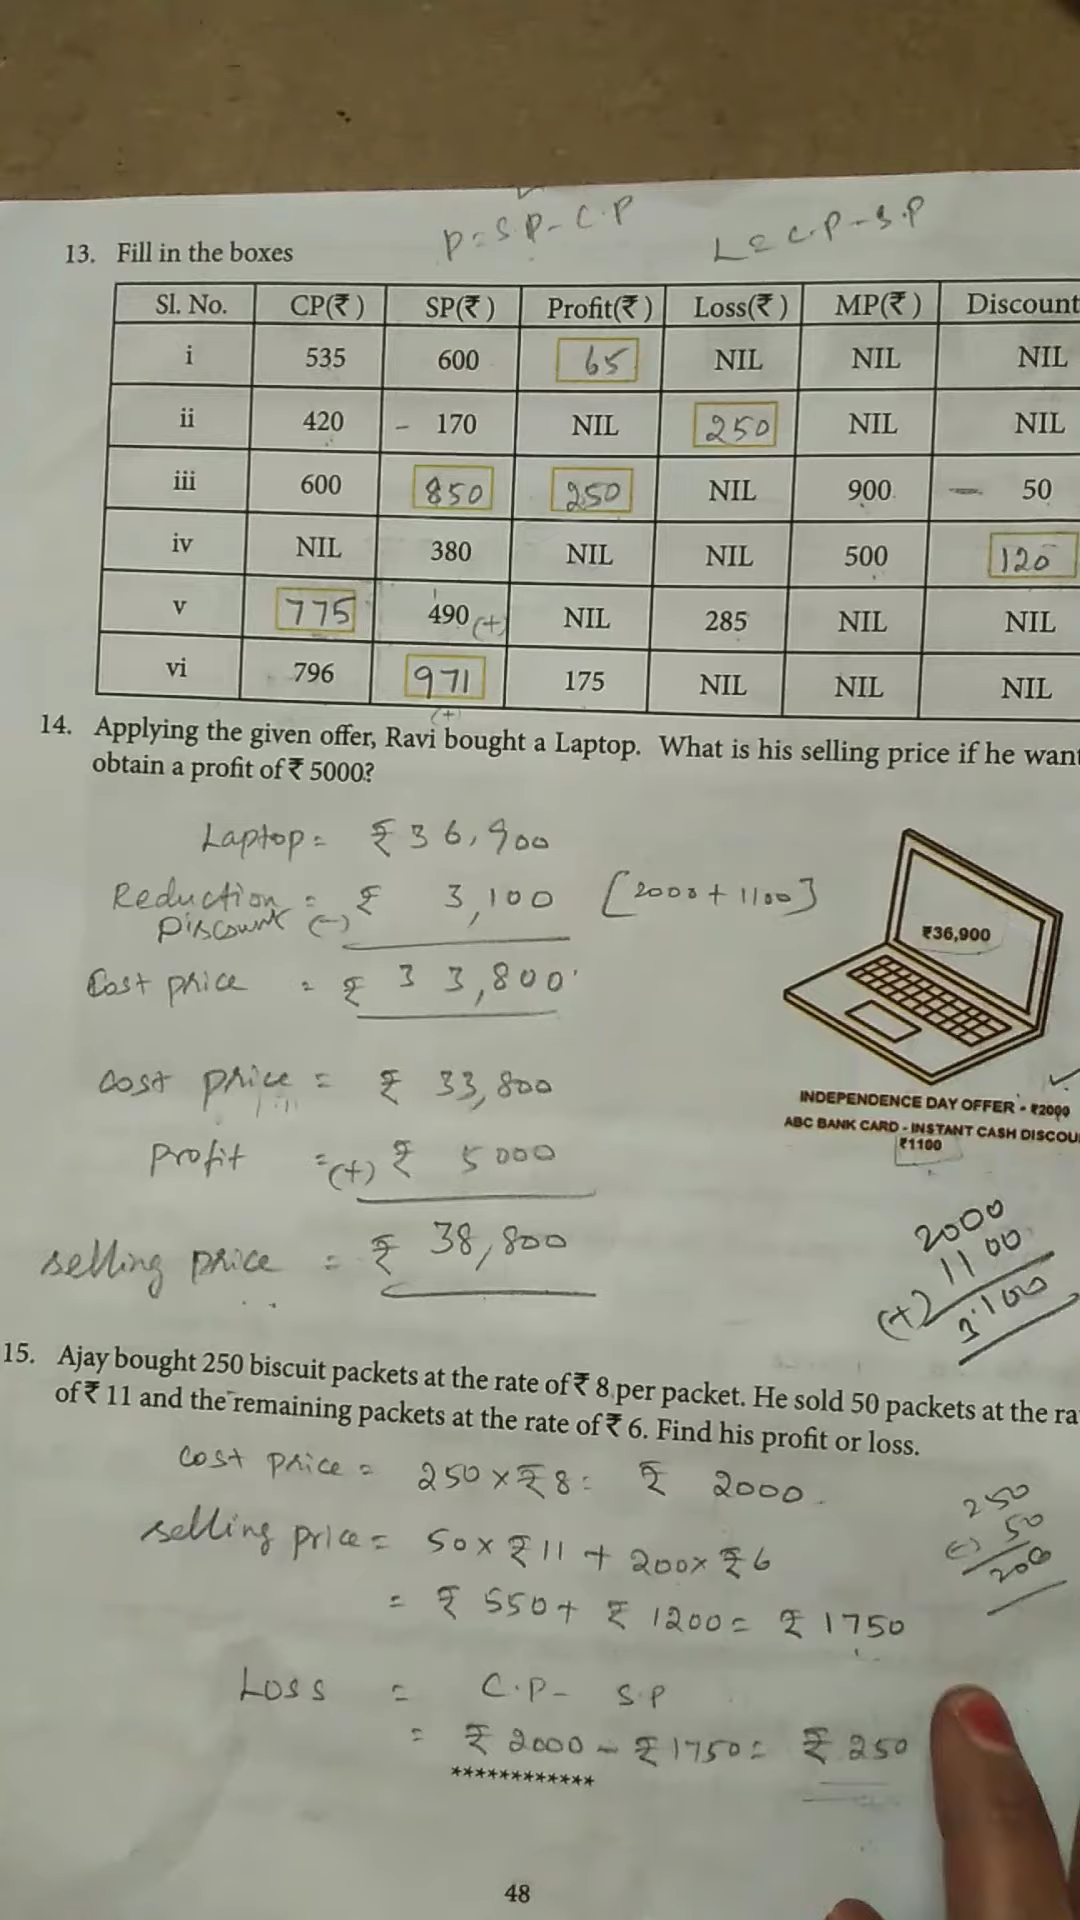 P = S.P - C.P
L = C.P - S.P
13. Fill in the boxes
Sl. No. CP(₹) SP(₹) Profit(₹) Loss(₹) MP(₹) Discount
i 535 600 65 NIL NIL NIL
ii 420 - 170 NIL 250 NIL NIL
iii 600 850 250 NIL 900 - 50
iv NIL 380 NIL NIL 500 120
v 775 490 (+) NIL 285 NIL NIL
vi 796 971 175 NIL NIL NIL
(+)
14. Applying the given offer, Ravi bought a Laptop. What is his selling price if he want
obtain a profit of ₹ 5000?
Laptop = ₹ 36,900
Reduction = ₹ 3,100 [2000 + 1100]
Discount (-)
Cost price = ₹ 33,800
₹36,900
Cost price = ₹ 33,800
INDEPENDENCE DAY OFFER - ₹2000
ABC BANK CARD - INSTANT CASH DISCOU
₹1100
Profit = (+) ₹ 5000
selling price = ₹ 38,800
2000
1100
(+) 3100
15. Ajay bought 250 biscuit packets at the rate of ₹ 8 per packet. He sold 50 packets at the ra
of ₹ 11 and the remaining packets at the rate of ₹ 6. Find his profit or loss.
Cost price = 250 × ₹ 8 = ₹ 2000
selling price = 50 × ₹ 11 + 200 × ₹ 6
= ₹ 550 + ₹ 1200 = ₹ 1750
250
(-) 50
200
Loss = C.P - S.P
= ₹ 2000 - ₹ 1750 = ₹ 250
************
48